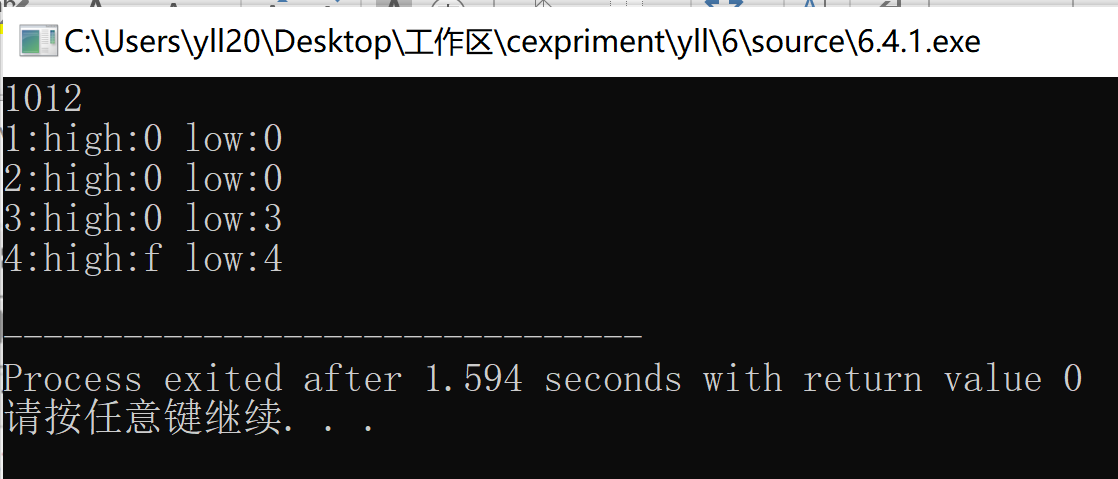 C:\Users\yll20\Desktop\工作区\cexpriment\yll\6\source\6.4.1.exe
1012
1:high:0 low:0
2:high:0 low:0
3:high:0 low:3
4:high:f low:4
--------------------------------
Process exited after 1.594 seconds with return value 0
请按任意键继续. . .